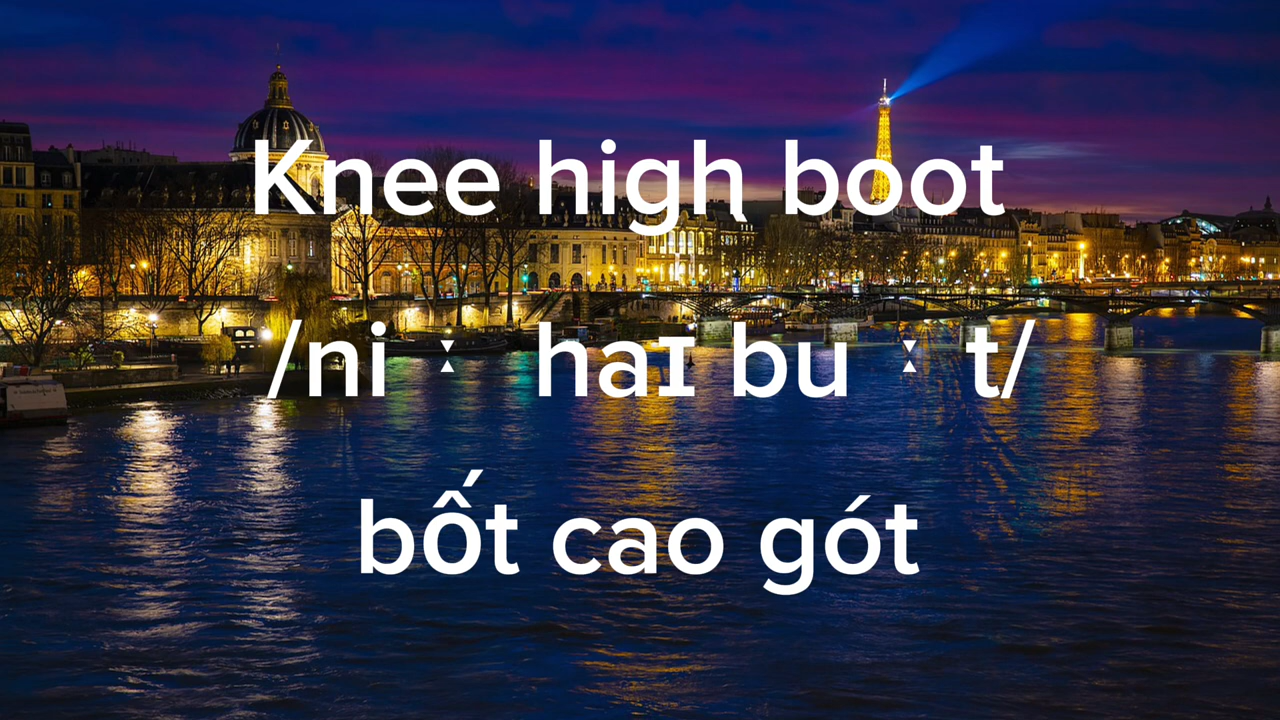 Knee high boot
/niː haɪ buːt/
bốt cao gót